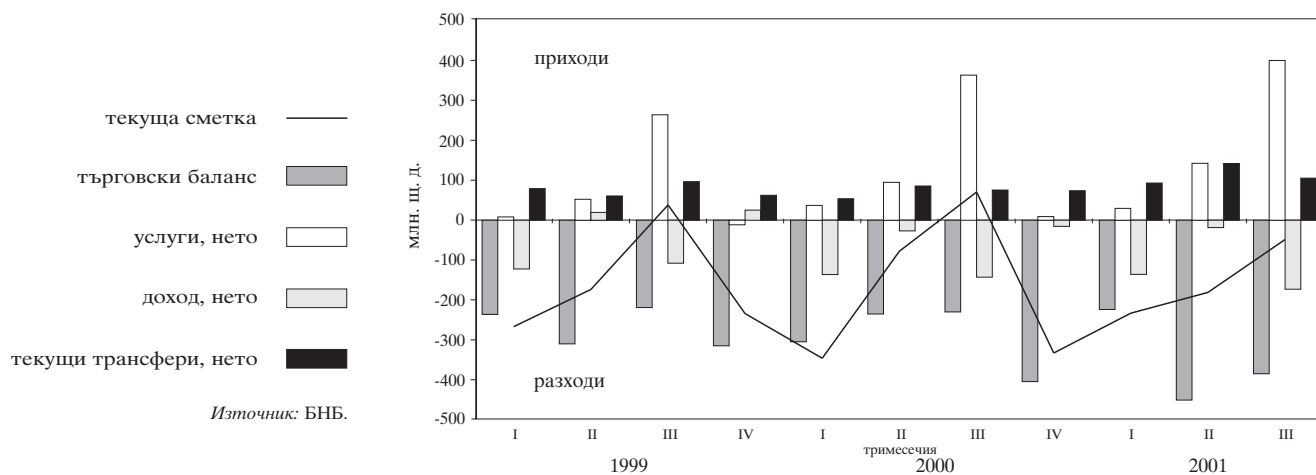 текуща сметка
търговски баланс
услуги, нето
доход, нето
текущи трансфери, нето
Източник: БНБ.
млн. щ. д.
500
400
300
200
100
0
-100
-200
-300
-400
-500
приходи
разходи
I II III IV I II III IV I II III
тримесечия
1999 2000 2001